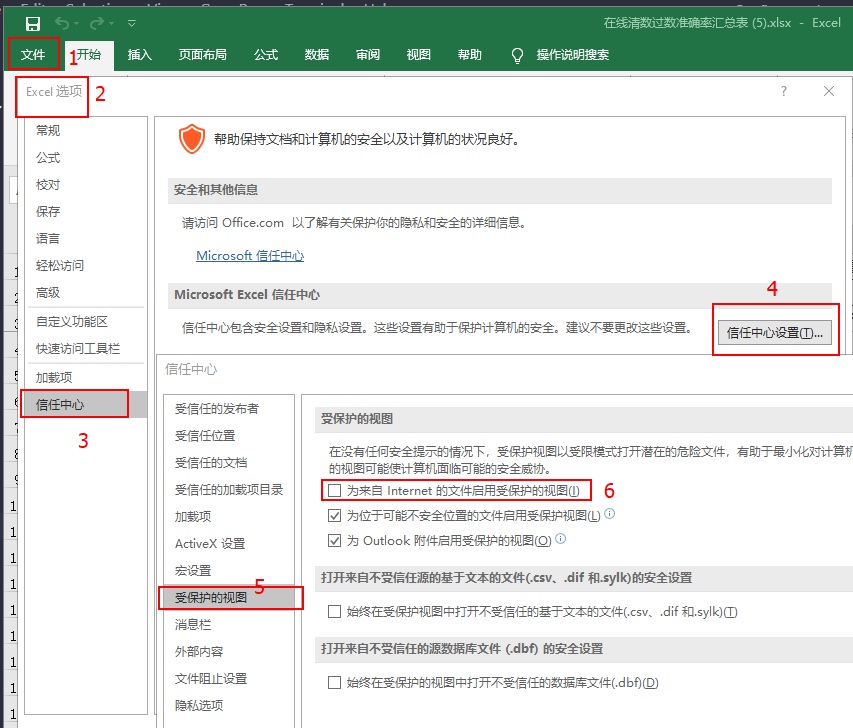 在线清数过数准确率汇总表 (5).xlsx - Excel
文件 1 开始 插入 页面布局 公式 数据 审阅 视图 帮助 操作说明搜索
Excel 选项 2 ?
常规
公式
校对
保存
语言
轻松访问
高级
自定义功能区
快速访问工具栏
加载项
信任中心
3
帮助保持文档和计算机的安全以及计算机的状况良好。
安全和其他信息
请访问 Office.com 以了解有关保护你的隐私和安全的详细信息。
Microsoft 信任中心
Microsoft Excel 信任中心
4
信任中心包含安全设置和隐私设置。这些设置有助于保护计算机的安全。建议不要更改这些设置。
信任中心设置(T)...
信任中心
受信任的发布者
受信任位置
受信任的文档
受信任的加载项目录
加载项
ActiveX 设置
宏设置
受保护的视图 5
消息栏
外部内容
文件阻止设置
隐私选项
受保护的视图
在没有任何安全提示的情况下，受保护视图以受限模式打开潜在的危险文件，有助于最小化对计算机
的视图可能使计算机面临可能的安全威胁。
为来自 Internet 的文件启用受保护的视图(I) 6
为位于可能不安全位置的文件启用受保护视图(L)
为 Outlook 附件启用受保护的视图(O)
打开来自不受信任源的基于文本的文件(.csv、.dif 和.sylk)的安全设置
始终在受保护视图中打开不受信任的基于文本的文件(.csv、.dif 和.sylk)(T)
打开来自不受信任的源数据库文件 (.dbf) 的安全设置
始终在受保护的视图中打开不受信任的数据库文件(.dbf)(D)